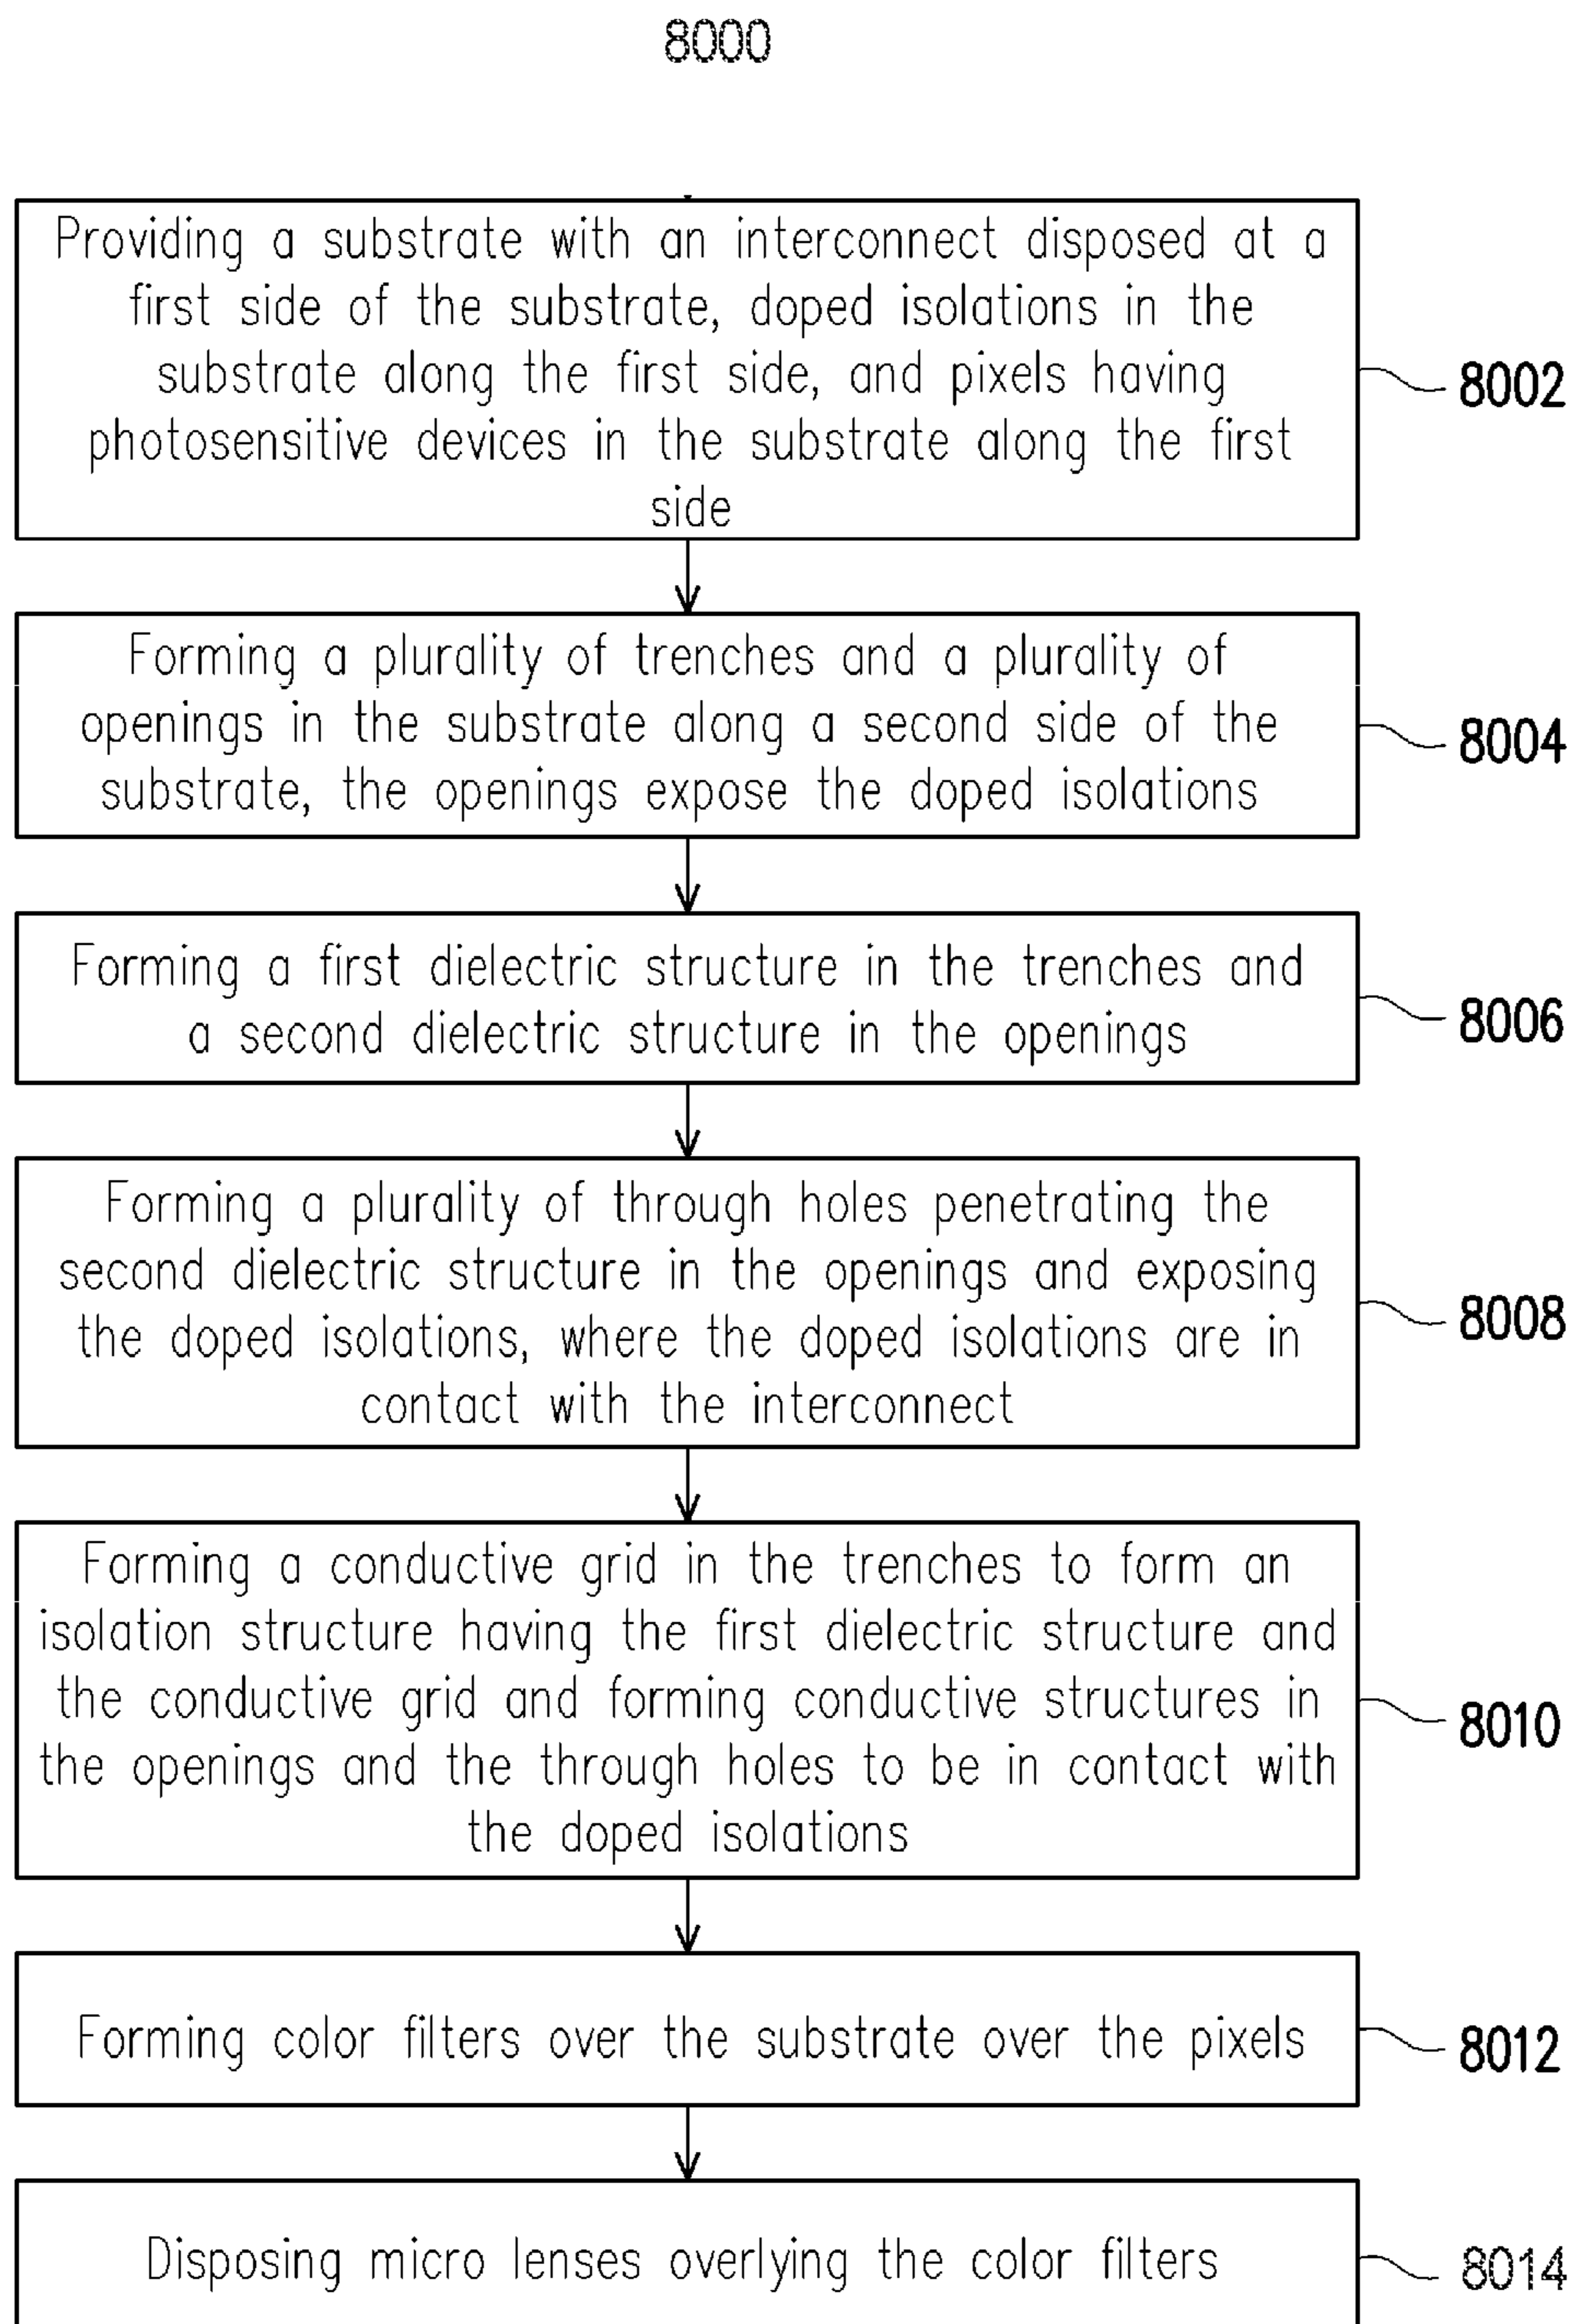 8000
Providing a substrate with an interconnect disposed at a
first side of the substrate, doped isolations in the
substrate along the first side, and pixels having
photosensitive devices in the substrate along the first
side
8002
Forming a plurality of trenches and a plurality of
openings in the substrate along a second side of the
substrate, the openings expose the doped isolations
8004
Forming a first dielectric structure in the trenches and
a second dielectric structure in the openings
8006
Forming a plurality of through holes penetrating the
second dielectric structure in the openings and exposing
the doped isolations, where the doped isolations are in
contact with the interconnect
8008
Forming a conductive grid in the trenches to form an
isolation structure having the first dielectric structure and
the conductive grid and forming conductive structures in
the openings and the through holes to be in contact with
the doped isolations
8010
Forming color filters over the substrate over the pixels
8012
Disposing micro lenses overlying the color filters
8014